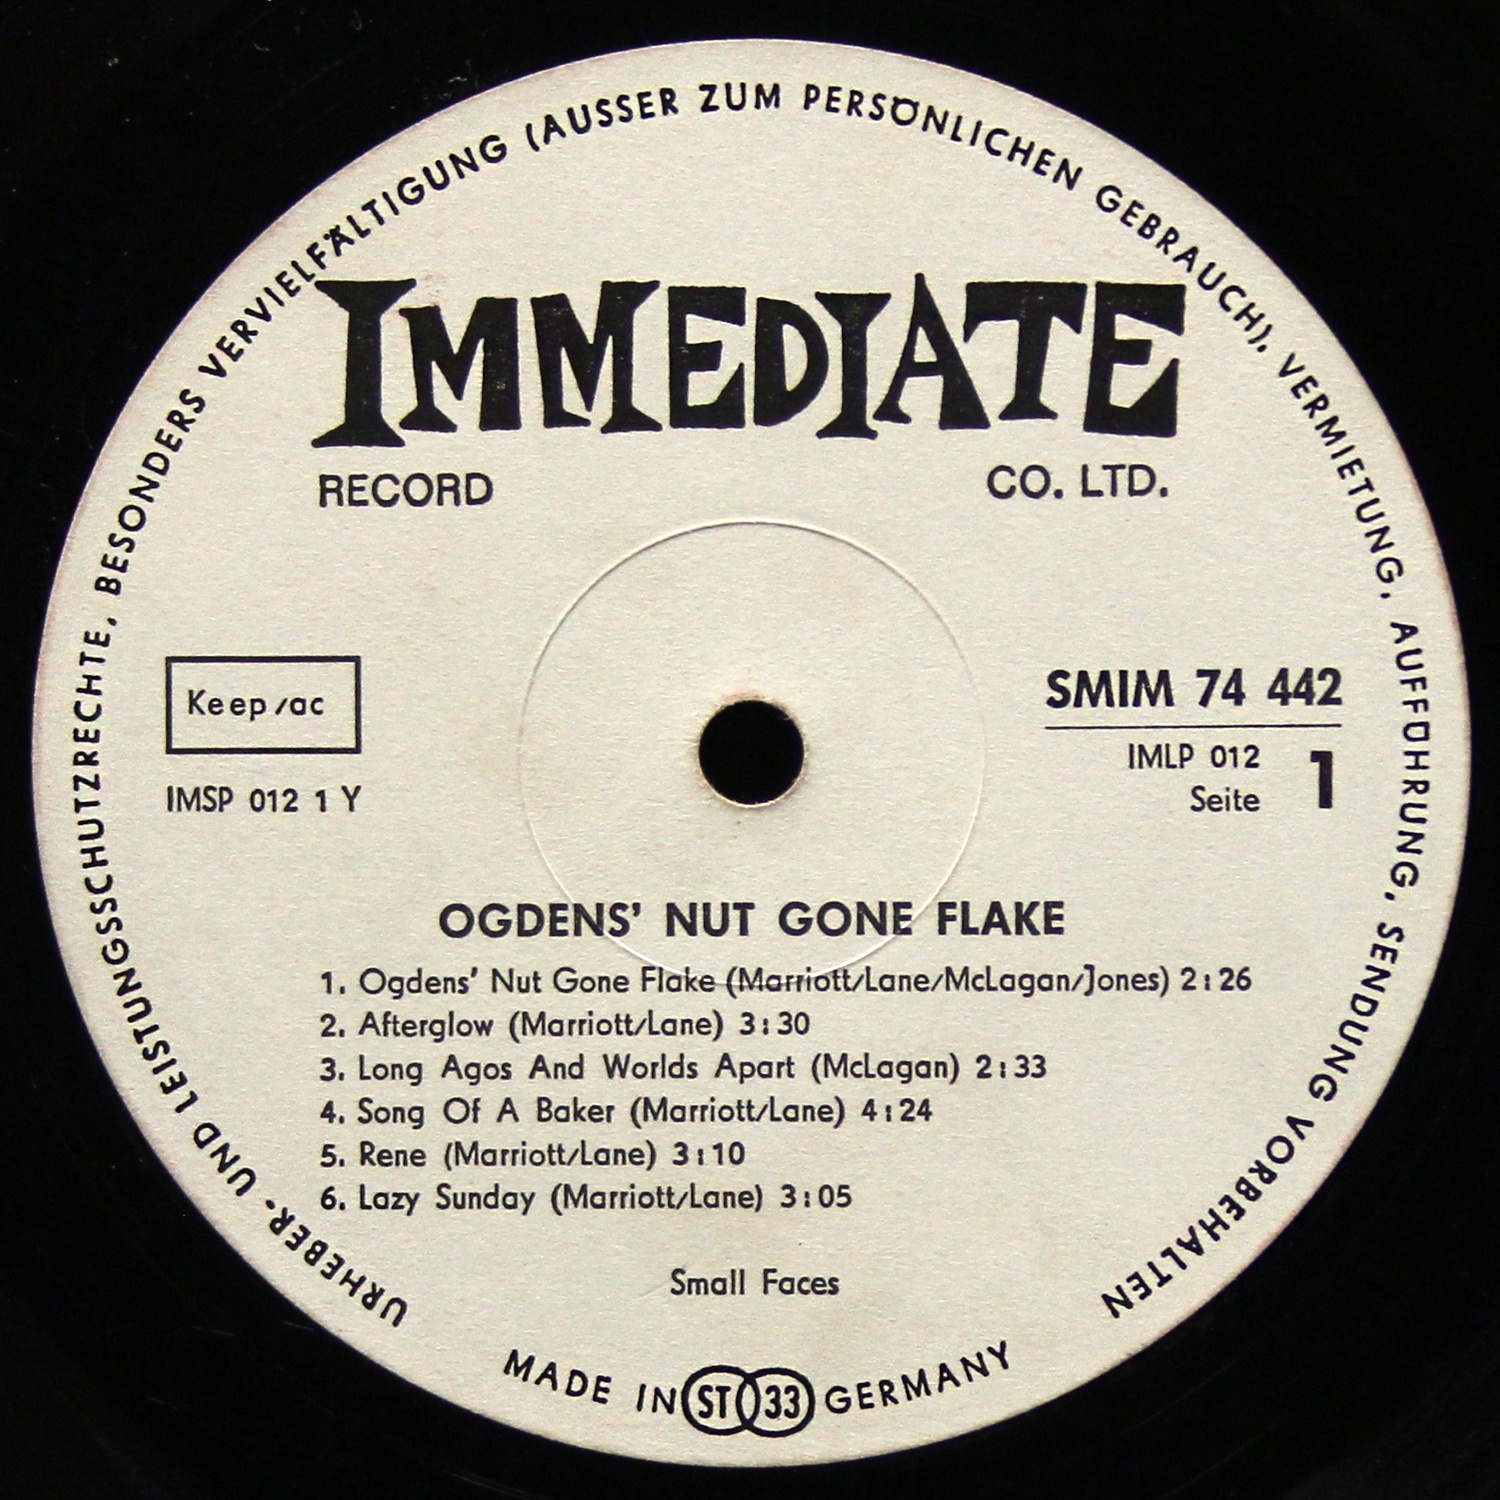 URHEBER- UND LEISTUNGSSCHUTZRECHTE, BESONDERS VERVIELFÄLTIGUNG (AUSSER ZUM PERSÖNLICHEN GEBRAUCH), VERMIETUNG, AUFFÜHRUNG, SENDUNG VORBEHALTEN
IMMEDIATE
RECORD CO. LTD.
Keep/ac
IMSP 012 1 Y
SMIM 74 442
IMLP 012
Seite 1
OGDENS' NUT GONE FLAKE
1. Ogdens' Nut Gone Flake (Marriott/Lane/McLagan/Jones) 2:26
2. Afterglow (Marriott/Lane) 3:30
3. Long Agos And Worlds Apart (McLagan) 2:33
4. Song Of A Baker (Marriott/Lane) 4:24
5. Rene (Marriott/Lane) 3:10
6. Lazy Sunday (Marriott/Lane) 3:05
Small Faces
MADE IN ST 33 GERMANY